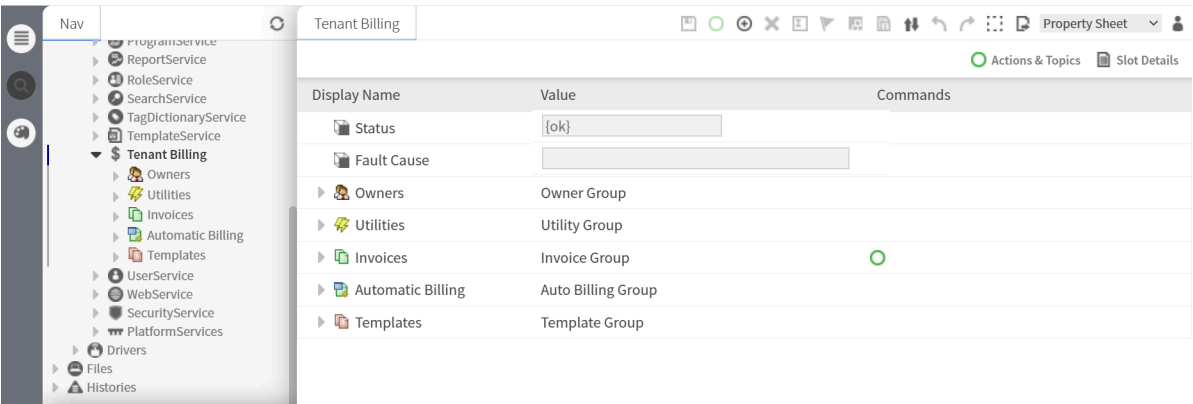 Nav
Tenant Billing
Property Sheet
Actions & Topics
Slot Details
ProgramService
ReportService
RoleService
SearchService
TagDictionaryService
TemplateService
$ Tenant Billing
Owners
Utilities
Invoices
Automatic Billing
Templates
UserService
WebService
SecurityService
PlatformServices
Drivers
Files
Histories
Display Name Value Commands
Status {ok}
Fault Cause
Owners Owner Group
Utilities Utility Group
Invoices Invoice Group
Automatic Billing Auto Billing Group
Templates Template Group